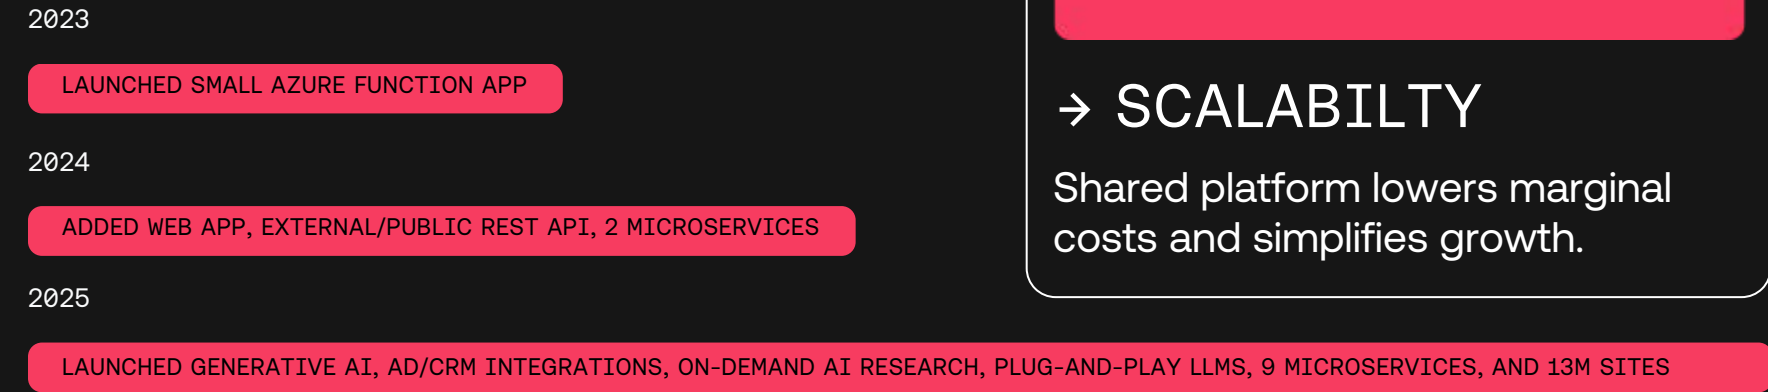 2023
LAUNCHED SMALL AZURE FUNCTION APP
2024
ADDED WEB APP, EXTERNAL/PUBLIC REST API, 2 MICROSERVICES
2025
LAUNCHED GENERATIVE AI, AD/CRM INTEGRATIONS, ON-DEMAND AI RESEARCH, PLUG-AND-PLAY LLMS, 9 MICROSERVICES, AND 13M SITES
→ SCALABILTY
Shared platform lowers marginal
costs and simplifies growth.